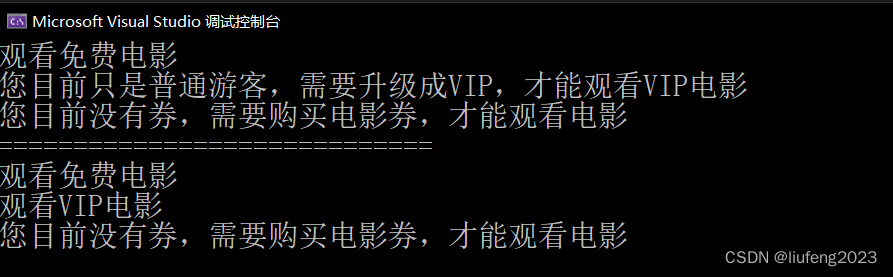 Microsoft Visual Studio 调试控制台
观看免费电影
您目前只是普通游客，需要升级成VIP，才能观看VIP电影
您目前没有券，需要购买电影券，才能观看电影
=============================
观看免费电影
观看VIP电影
您目前没有券，需要购买电影券，才能观看电影
CSDN @liufeng2023